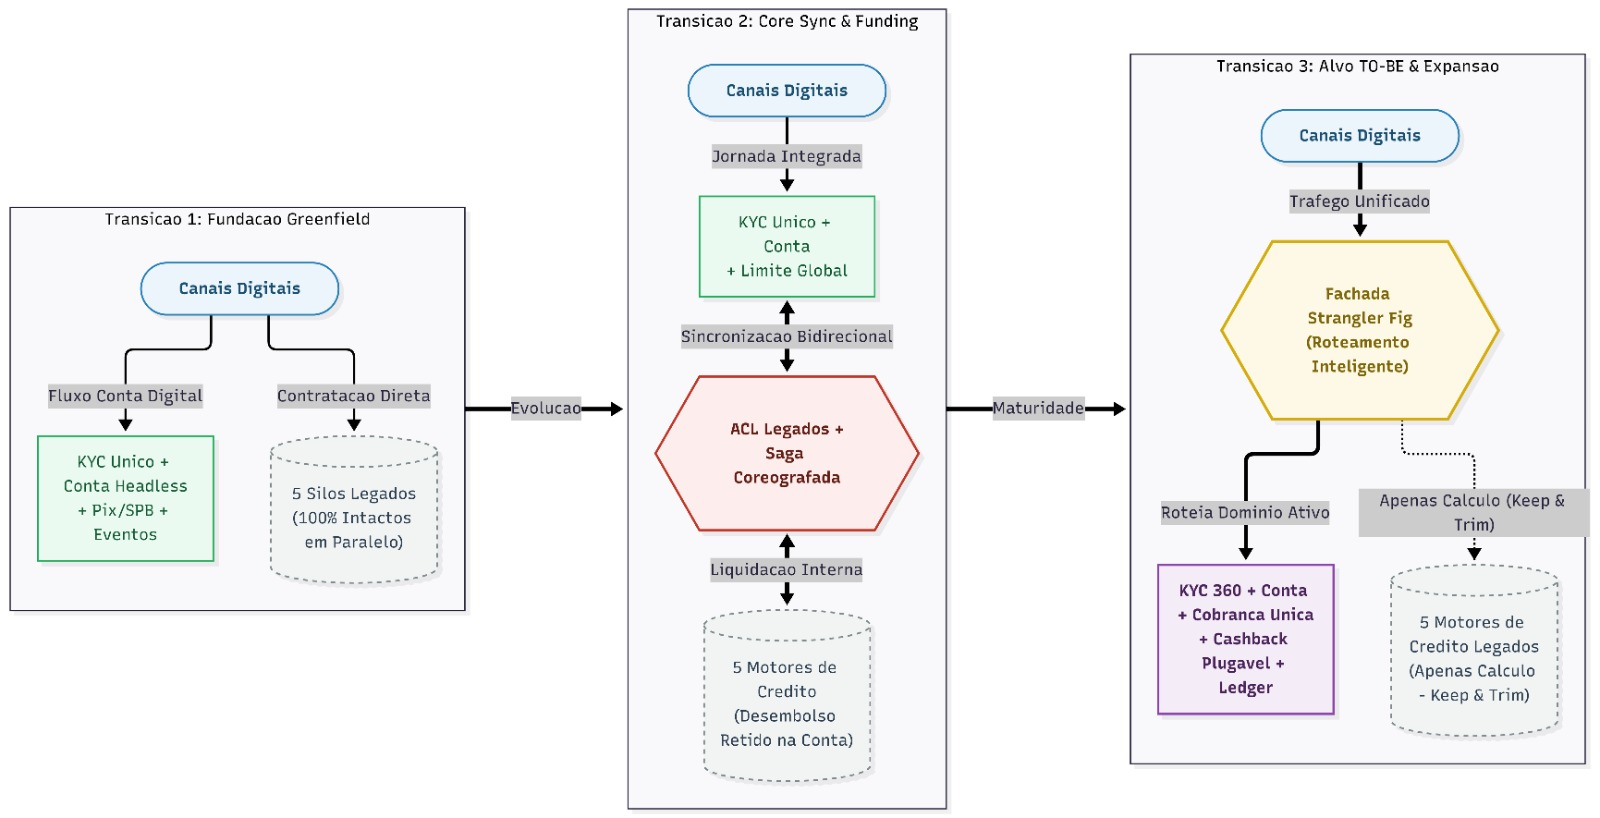 Transicao 1: Fundacao Greenfield
Canais Digitais
Fluxo Conta Digital
Contratacao Direta
KYC Unico +
Conta Headless
+ Pix/SPB +
Eventos
5 Silos Legados
(100% Intactos
em Paralelo)
Evolucao
Transicao 2: Core Sync & Funding
Canais Digitais
Jornada Integrada
KYC Unico +
Conta
+ Limite Global
Sincronizacao Bidirecional
ACL Legados +
Saga
Coreografada
Liquidacao Interna
5 Motores de
Credito
(Desembolso
Retido na Conta)
Maturidade
Transicao 3: Alvo TO-BE & Expansao
Canais Digitais
Trafego Unificado
Fachada
Strangler Fig
(Roteamento
Inteligente)
Roteia Dominio Ativo
Apenas Calculo (Keep &
Trim)
KYC 360 + Conta
+ Cobranca Unica
+ Cashback
Plugavel +
Ledger
5 Motores de
Credito Legados
(Apenas Calculo
- Keep & Trim)